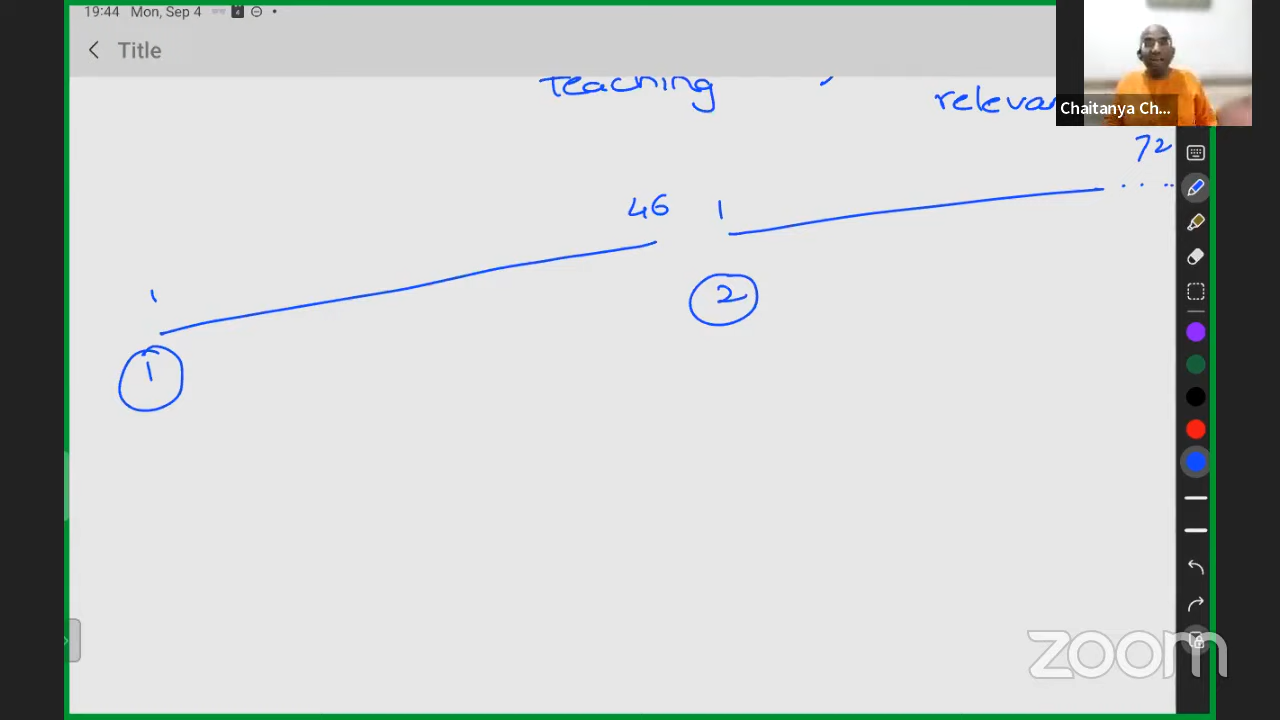 19:44 Mon, Sep 4
Title
teaching
relevan
Chaitanya Ch...
72
46 1
1
2
1
zoom